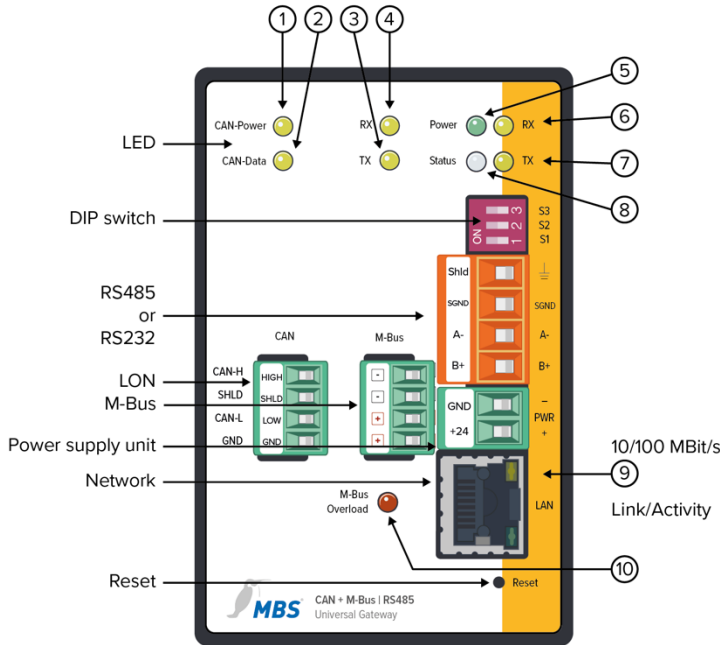 1 2 3 4
5
6
7
8
LED
CAN-Power
CAN-Data
RX
TX
Power
Status
RX
TX
DIP switch
ON
1 2 3
S3
S2
S1
RS485
or
RS232
Shld
SGND
SGND
A-
A-
B+
B+
CAN
M-Bus
LON
M-Bus
CAN-H
SHLD
CAN-L
GND
HIGH
SHLD
LOW
GND
-
-
+
+
Power supply unit
GND
+24
–
PWR
+
10/100 MBit/s
9
Link/Activity
Network
LAN
M-Bus
Overload
10
Reset
Reset
MBS
CAN + M-Bus | RS485
Universal Gateway